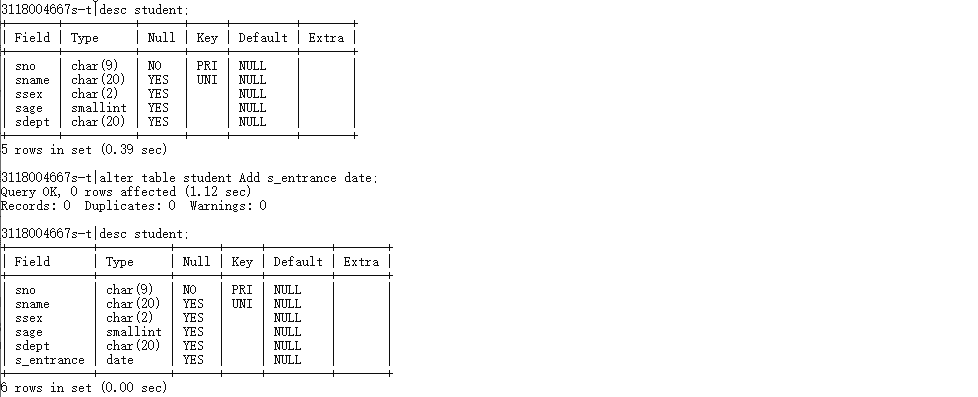 3118004667s-t|desc student;
| Field | Type | Null | Key | Default | Extra |
| sno | char(9) | NO | PRI | NULL | |
| sname | char(20) | YES | UNI | NULL | |
| ssex | char(2) | YES | | NULL | |
| sage | smallint | YES | | NULL | |
| sdept | char(20) | YES | | NULL | |
5 rows in set (0.39 sec)
3118004667s-t|alter table student Add s_entrance date;
Query OK, 0 rows affected (1.12 sec)
Records: 0  Duplicates: 0  Warnings: 0
3118004667s-t|desc student;
| Field | Type | Null | Key | Default | Extra |
| sno | char(9) | NO | PRI | NULL | |
| sname | char(20) | YES | UNI | NULL | |
| ssex | char(2) | YES | | NULL | |
| sage | smallint | YES | | NULL | |
| sdept | char(20) | YES | | NULL | |
| s_entrance | date | YES | | NULL | |
6 rows in set (0.00 sec)